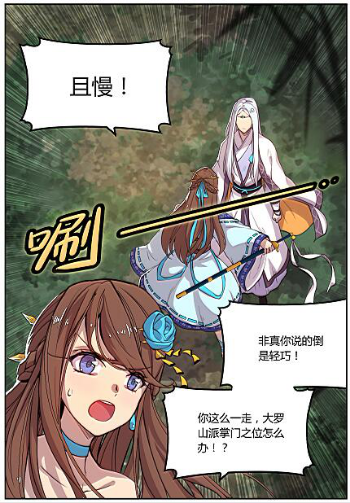 且慢！
唰
非真你说的倒
是轻巧！
你这么一走，大罗
山派掌门之位怎么
办！？